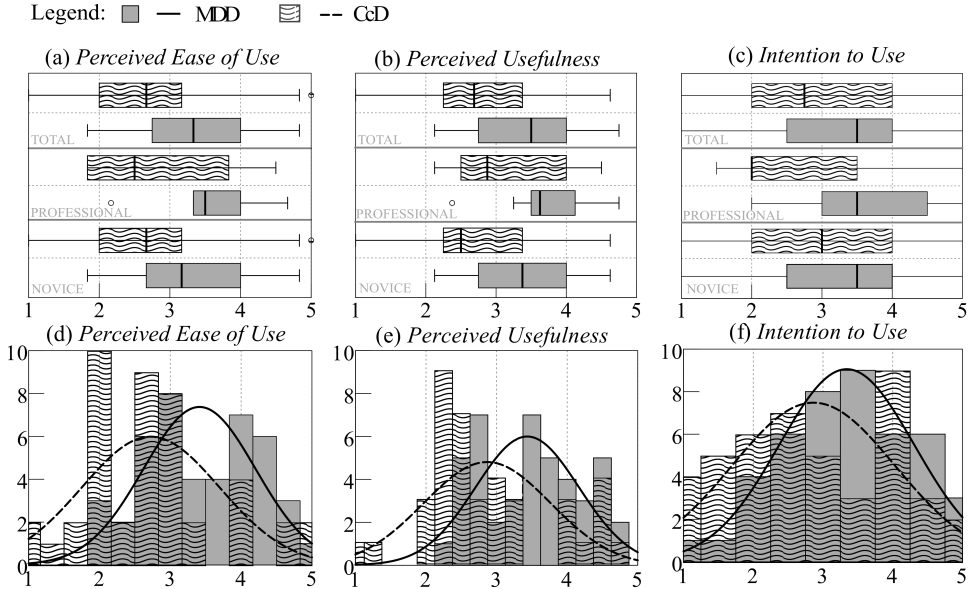 Legend: MDD CcD
(a) Perceived Ease of Use (b) Perceived Usefulness (c) Intention to Use
TOTAL TOTAL TOTAL
PROFESSIONAL PROFESSIONAL PROFESSIONAL
NOVICE NOVICE NOVICE
1 2 3 4 5 1 2 3 4 5 1 2 3 4 5
(d) Perceived Ease of Use (e) Perceived Usefulness (f) Intention to Use
10 10 10
8 8 8
6 6 6
4 4 4
2 2 2
0 0 0
1 2 3 4 5 1 2 3 4 5 1 2 3 4 5